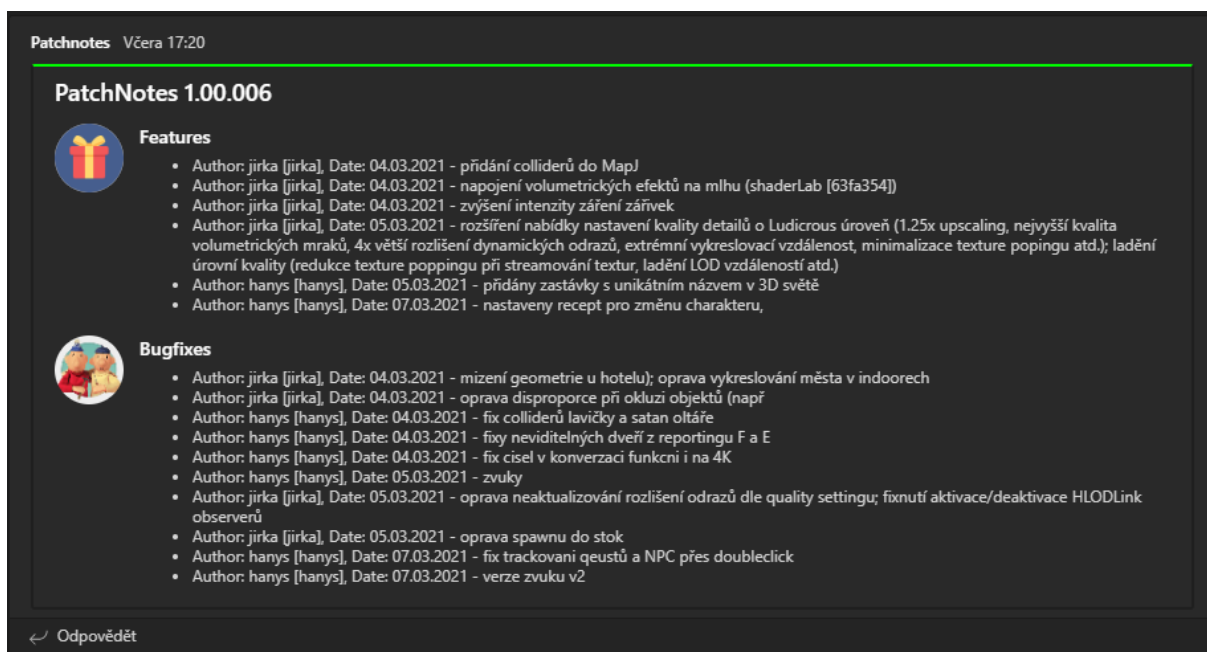 Patchnotes Včera 17:20
PatchNotes 1.00.006
Features
• Author: jirka [jirka], Date: 04.03.2021 - přidání colliderů do MapJ
• Author: jirka [jirka], Date: 04.03.2021 - napojení volumetrických efektů na mlhu (shaderLab [63fa354])
• Author: jirka [jirka], Date: 04.03.2021 - zvýšení intenzity záření zářivek
• Author: jirka [jirka], Date: 05.03.2021 - rozšíření nabídky nastavení kvality detailů o Ludicrous úroveň (1.25x upscaling, nejvyšší kvalita
volumetrických mraků, 4x větší rozlišení dynamických odrazů, extrémní vykreslovací vzdálenost, minimalizace texture popingu atd.); ladění
úrovní kvality (redukce texture poppingu při streamování textur, ladění LOD vzdáleností atd.)
• Author: hanys [hanys], Date: 05.03.2021 - přidány zastávky s unikátním názvem v 3D světě
• Author: hanys [hanys], Date: 07.03.2021 - nastaveny recept pro změnu charakteru,
Bugfixes
• Author: jirka [jirka], Date: 04.03.2021 - mizení geometrie u hotelu); oprava vykreslování města v indoorech
• Author: jirka [jirka], Date: 04.03.2021 - oprava disproporce při okluzi objektů (např
• Author: hanys [hanys], Date: 04.03.2021 - fix colliderů lavičky a satan oltáře
• Author: hanys [hanys], Date: 04.03.2021 - fixy neviditelných dveří z reportingu F a E
• Author: hanys [hanys], Date: 04.03.2021 - fix cisel v konverzaci funkcni i na 4K
• Author: hanys [hanys], Date: 05.03.2021 - zvuky
• Author: jirka [jirka], Date: 05.03.2021 - oprava neaktualizování rozlišení odrazů dle quality settingu; fixnutí aktivace/deaktivace HLODLink
observerů
• Author: jirka [jirka], Date: 05.03.2021 - oprava spawnu do stok
• Author: hanys [hanys], Date: 07.03.2021 - fix trackovani qeustů a NPC přes doubleclick
• Author: hanys [hanys], Date: 07.03.2021 - verze zvuku v2
Odpovědět